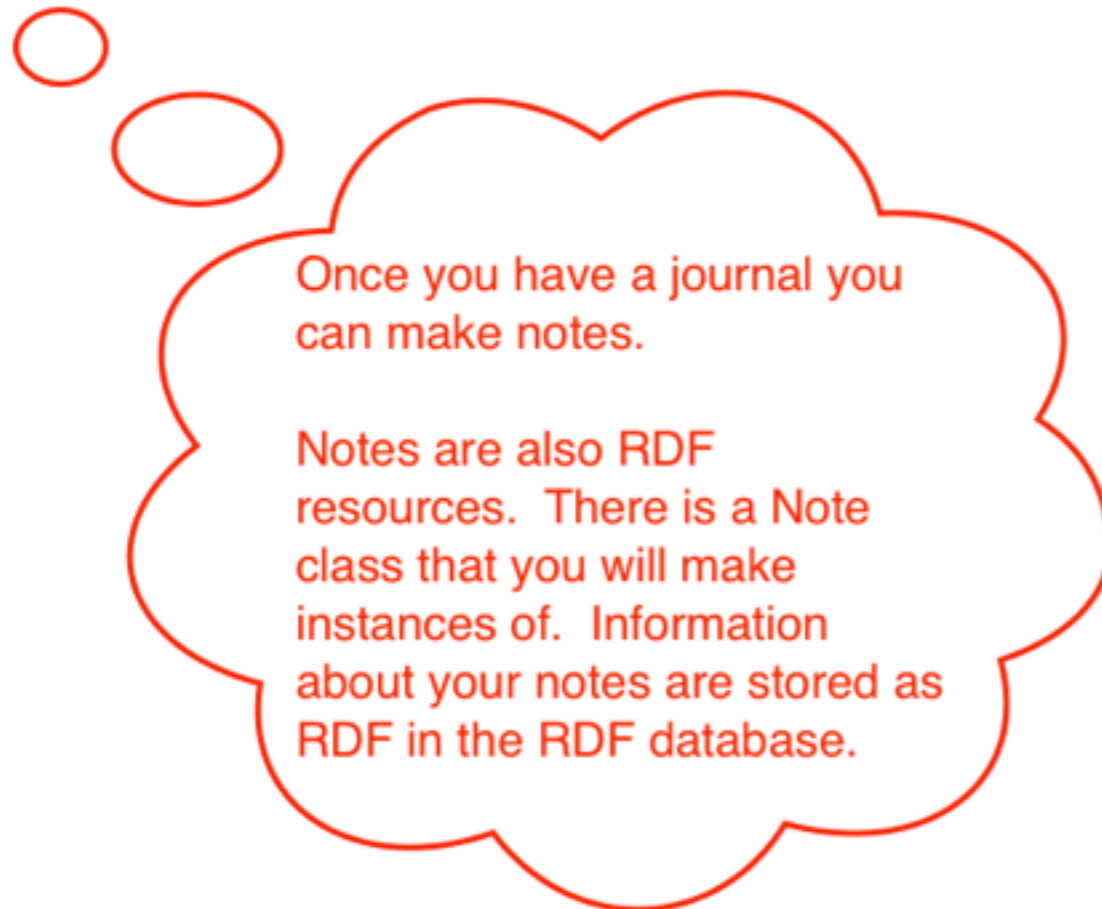 Once you have a journal you
can make notes.
Notes are also RDF
resources.  There is a Note
class that you will make
instances of.  Information
about your notes are stored as
RDF in the RDF database.